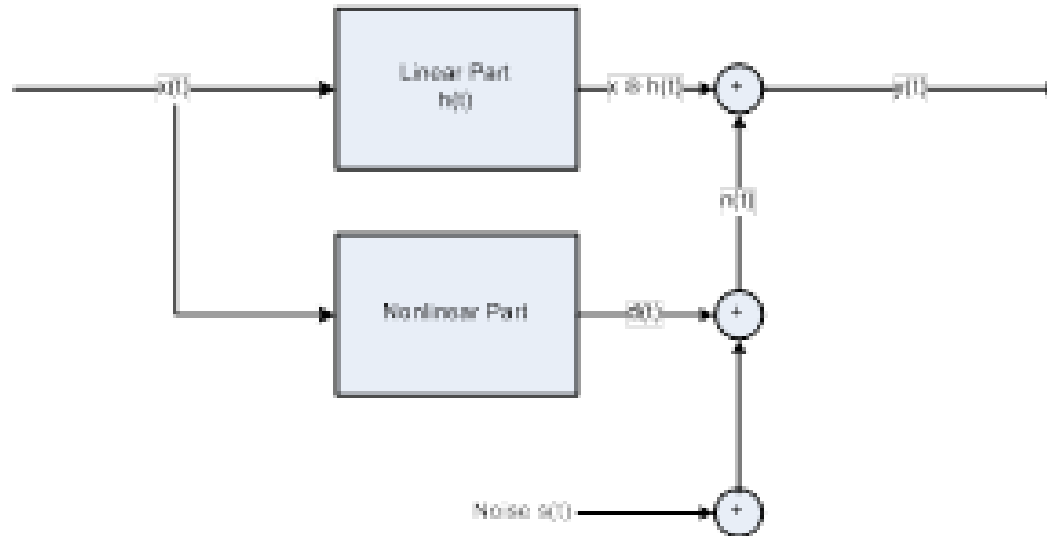 x(t)
Linear Part
h(t)
x ⊗ h(t)
+
y(t)
n(t)
Nonlinear Part
d(t)
+
Noise s(t)
+